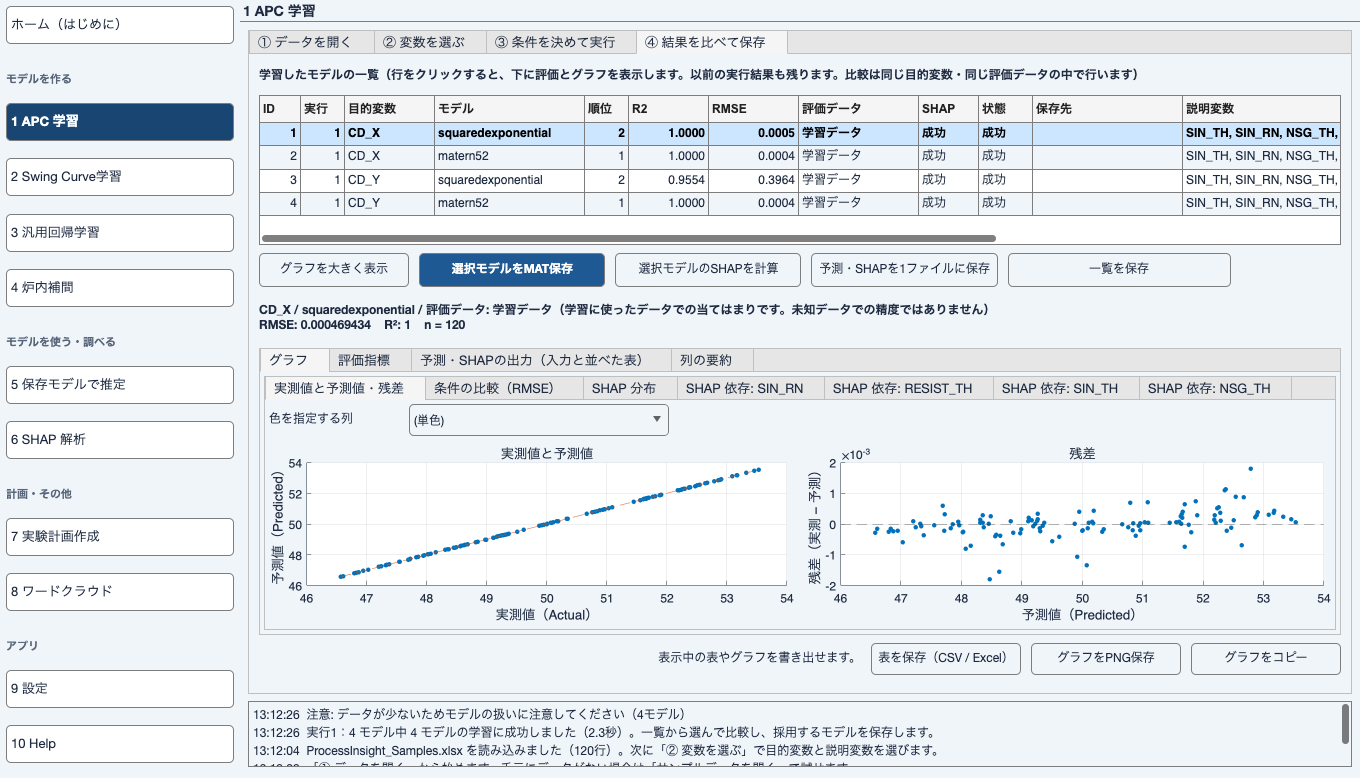 ホーム（はじめに）
モデルを作る
1 APC 学習
2 Swing Curve学習
3 汎用回帰学習
4 炉内補間
モデルを使う・調べる
5 保存モデルで推定
6 SHAP 解析
計画・その他
7 実験計画作成
8 ワードクラウド
アプリ
9 設定
10 Help
1 APC 学習
① データを開く ② 変数を選ぶ ③ 条件を決めて実行 ④ 結果を比べて保存
学習したモデルの一覧（行をクリックすると、下に評価とグラフを表示します。以前の実行結果も残ります。比較は同じ目的変数・同じ評価データの中で行います）
ID 実行 目的変数 モデル 順位 R2 RMSE 評価データ SHAP 状態 保存先 説明変数
1 1 CD_X squaredexponential 2 1.0000 0.0005 学習データ 成功 成功 SIN_TH, SIN_RN, NSG_TH,
2 1 CD_X matern52 1 1.0000 0.0004 学習データ 成功 成功 SIN_TH, SIN_RN, NSG_TH,
3 1 CD_Y squaredexponential 2 0.9554 0.3964 学習データ 成功 成功 SIN_TH, SIN_RN, NSG_TH,
4 1 CD_Y matern52 1 1.0000 0.0004 学習データ 成功 成功 SIN_TH, SIN_RN, NSG_TH,
グラフを大きく表示 選択モデルをMAT保存 選択モデルのSHAPを計算 予測・SHAPを1ファイルに保存 一覧を保存
CD_X / squaredexponential / 評価データ: 学習データ（学習に使ったデータでの当てはまりです。未知データでの精度ではありません）
RMSE: 0.000469434 R²: 1 n = 120
グラフ 評価指標 予測・SHAPの出力（入力と並べた表） 列の要約
実測値と予測値・残差 条件の比較（RMSE） SHAP 分布 SHAP 依存: SIN_RN SHAP 依存: RESIST_TH SHAP 依存: SIN_TH SHAP 依存: NSG_TH
色を指定する列 (単色)
実測値と予測値
予測値（Predicted）
54
52
50
48
46
46 47 48 49 50 51 52 53 54
実測値（Actual）
残差
×10⁻³
残差（実測 − 予測）
2
1
0
-1
-2
46 47 48 49 50 51 52 53 54
予測値（Predicted）
表示中の表やグラフを書き出せます。 表を保存（CSV / Excel） グラフをPNG保存 グラフをコピー
13:12:26 注意: データが少ないためモデルの扱いに注意してください（4モデル）
13:12:26 実行1：4 モデル中 4 モデルの学習に成功しました（2.3秒）。一覧から選んで比較し、採用するモデルを保存します。
13:12:04 ProcessInsight_Samples.xlsx を読み込みました（120行）。次に「② 変数を選ぶ」で目的変数と説明変数を選びます。